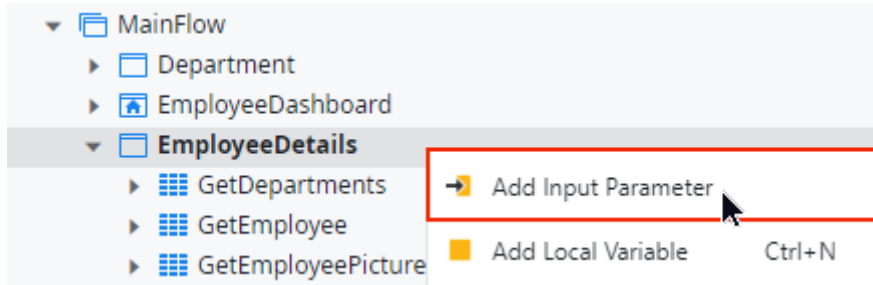 MainFlow
Department
EmployeeDashboard
EmployeeDetails
GetDepartments
Add Input Parameter
GetEmployee
GetEmployeePicture
Add Local Variable Ctrl+N